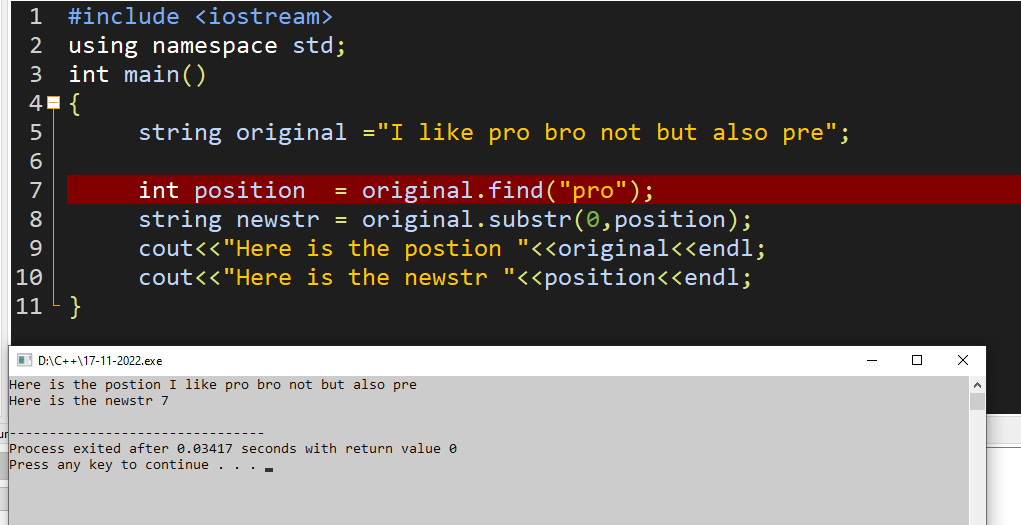 1 #include <iostream>
2 using namespace std;
3 int main()
4 {
5 string original ="I like pro bro not but also pre";
6
7 int position  = original.find("pro");
8 string newstr = original.substr(0,position);
9 cout<<"Here is the postion "<<original<<endl;
10 cout<<"Here is the newstr "<<position<<endl;
11 }
D:\C++\17-11-2022.exe
Here is the postion I like pro bro not but also pre
Here is the newstr 7
--------------------------------
Process exited after 0.03417 seconds with return value 0
Press any key to continue . . .